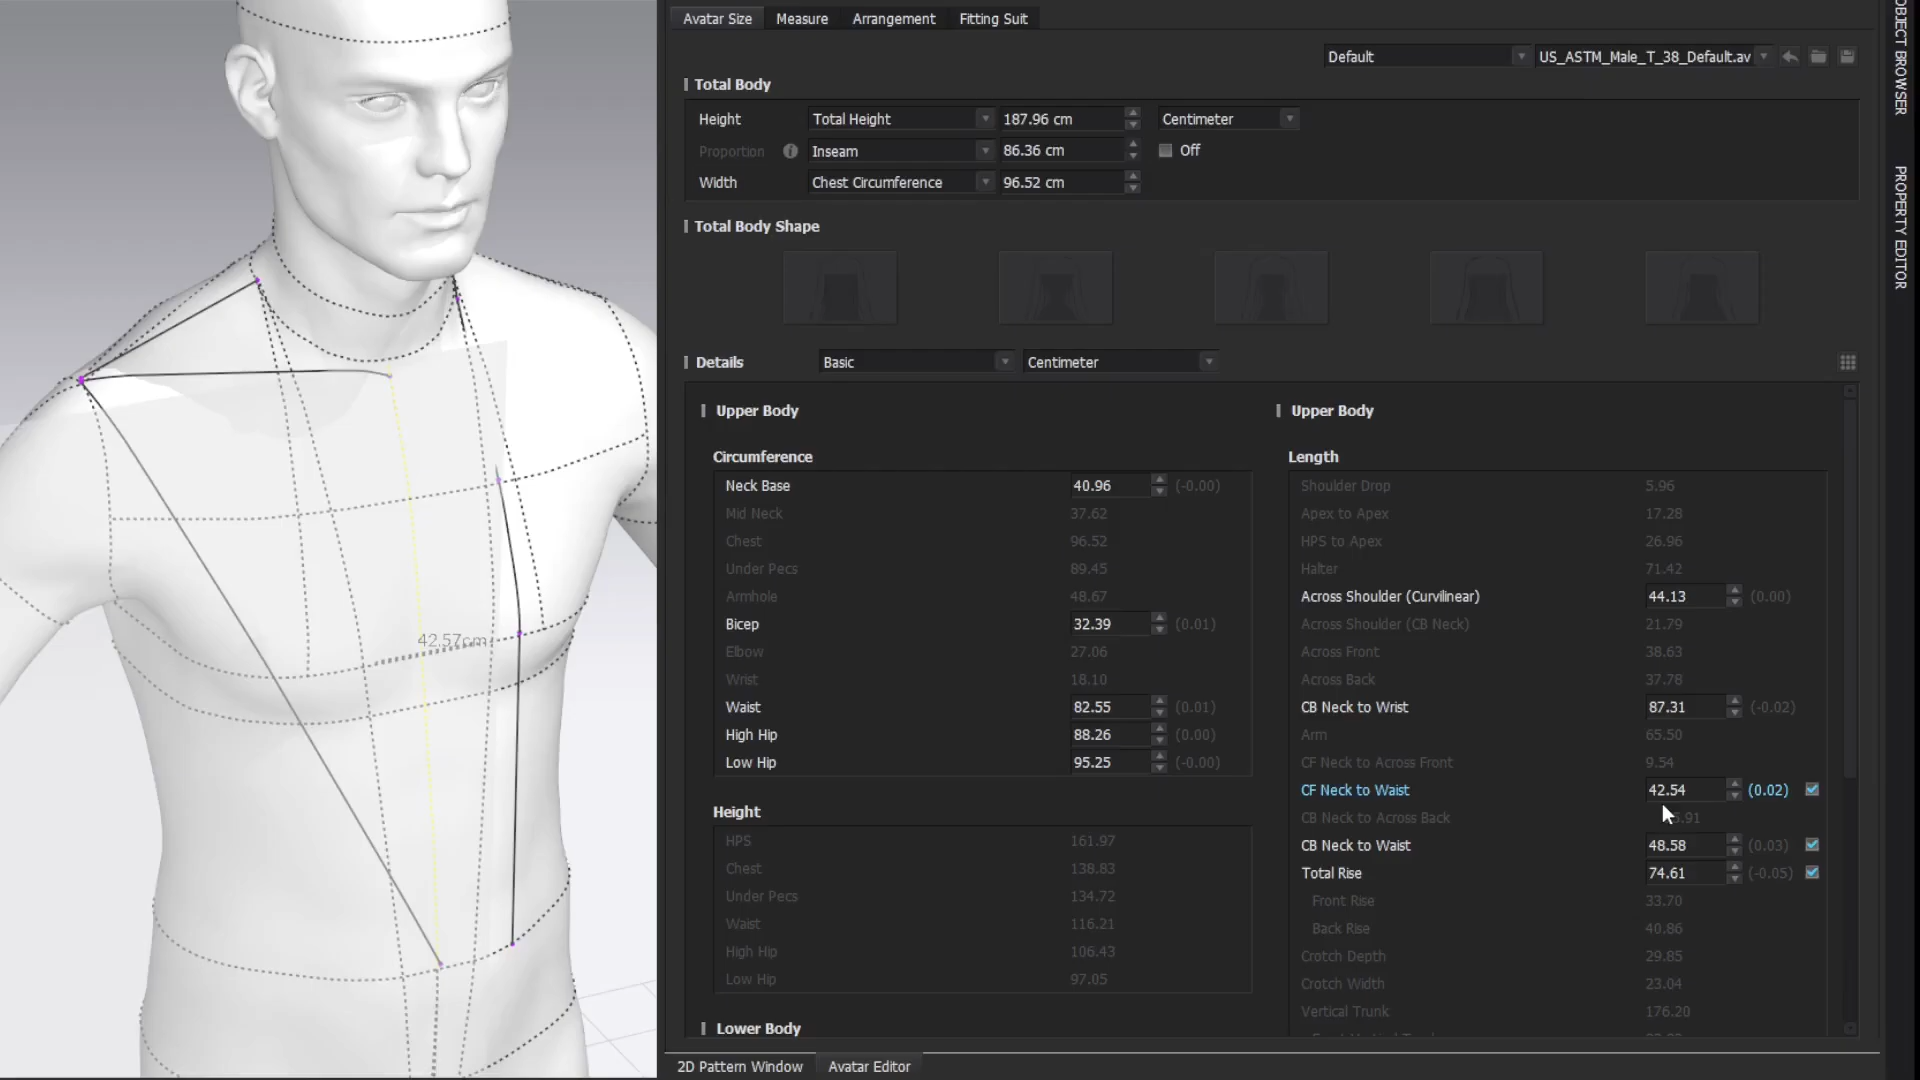 Avatar Size Measure Arrangement Fitting Suit
Default US_ASTM_Male_T_38_Default.av
Total Body
Height Total Height 187.96 cm Centimeter
Proportion Inseam 86.36 cm Off
Width Chest Circumference 96.52 cm
Total Body Shape
Details Basic Centimeter
Upper Body
Circumference
Neck Base 40.96 (-0.00)
Mid Neck 37.62
Chest 96.52
Under Pecs 89.45
Armhole 48.67
Bicep 32.39 (0.01)
Elbow 27.06
Wrist 18.10
Waist 82.55 (0.01)
High Hip 88.26 (0.00)
Low Hip 95.25 (-0.00)
Height
HPS 161.97
Chest 138.83
Under Pecs 134.72
Waist 116.21
High Hip 106.43
Low Hip 97.05
Lower Body
Upper Body
Length
Shoulder Drop 5.96
Apex to Apex 17.28
HPS to Apex 26.96
Halter 71.42
Across Shoulder (Curvilinear) 44.13 (0.00)
Across Shoulder (CB Neck) 21.79
Across Front 38.63
Across Back 37.78
CB Neck to Wrist 87.31 (-0.02)
Arm 65.50
CF Neck to Across Front 9.54
CF Neck to Waist 42.54 (0.02)
CB Neck to Across Back .91
CB Neck to Waist 48.58 (0.03)
Total Rise 74.61 (-0.05)
Front Rise 33.70
Back Rise 40.86
Crotch Depth 29.85
Crotch Width 23.04
Vertical Trunk 176.20
42.57cm
2D Pattern Window Avatar Editor
OBJECT BROWSER
PROPERTY EDITOR